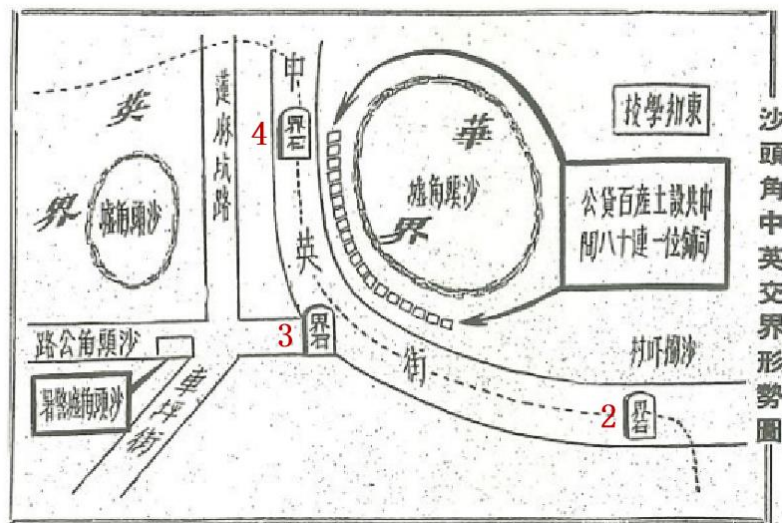 沙頭角中英交界形勢圖
東和學校
中共設土產百貨公
司鋪位一連十八間
華界
沙頭角墟
中英街
4
界石
3
界石
2
界石
沙欄吓村
蓮麻坑路
英界
沙頭角墟
沙頭角公路
沙頭角墟警署
車坪街